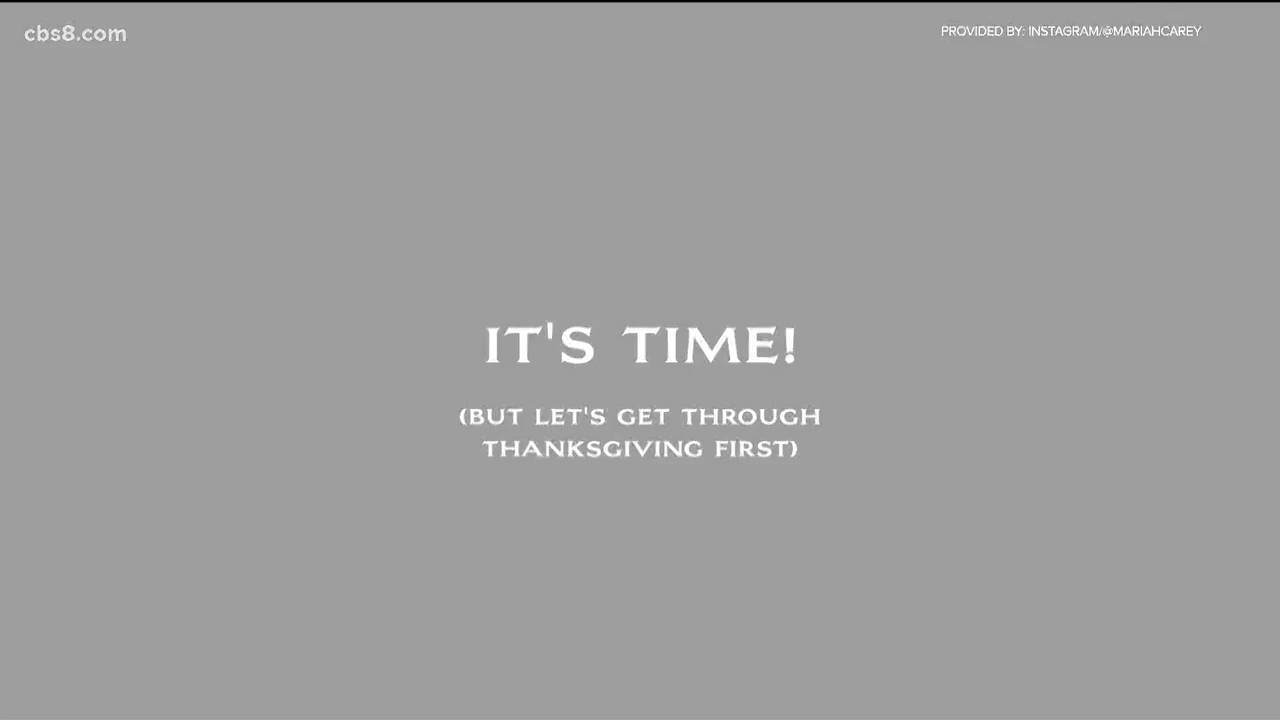 cbs8.com
PROVIDED BY: INSTAGRAM/@MARIAHCAREY
IT'S TIME!
(BUT LET'S GET THROUGH
THANKSGIVING FIRST)